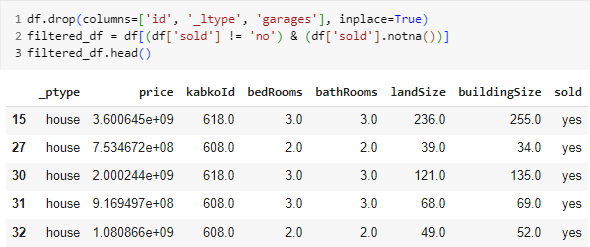 1 df.drop(columns=['id', '_ltype', 'garages'], inplace=True)
2 filtered_df = df[(df['sold'] != 'no') & (df['sold'].notna())]
3 filtered_df.head()
_ptype price kabkoId bedRooms bathRooms landSize buildingSize sold
15 house 3.600645e+09 618.0 3.0 3.0 236.0 255.0 yes
27 house 7.534672e+08 608.0 2.0 2.0 39.0 34.0 yes
30 house 2.000244e+09 618.0 3.0 3.0 121.0 135.0 yes
31 house 9.169497e+08 608.0 3.0 3.0 68.0 69.0 yes
32 house 1.080866e+09 608.0 2.0 2.0 49.0 52.0 yes